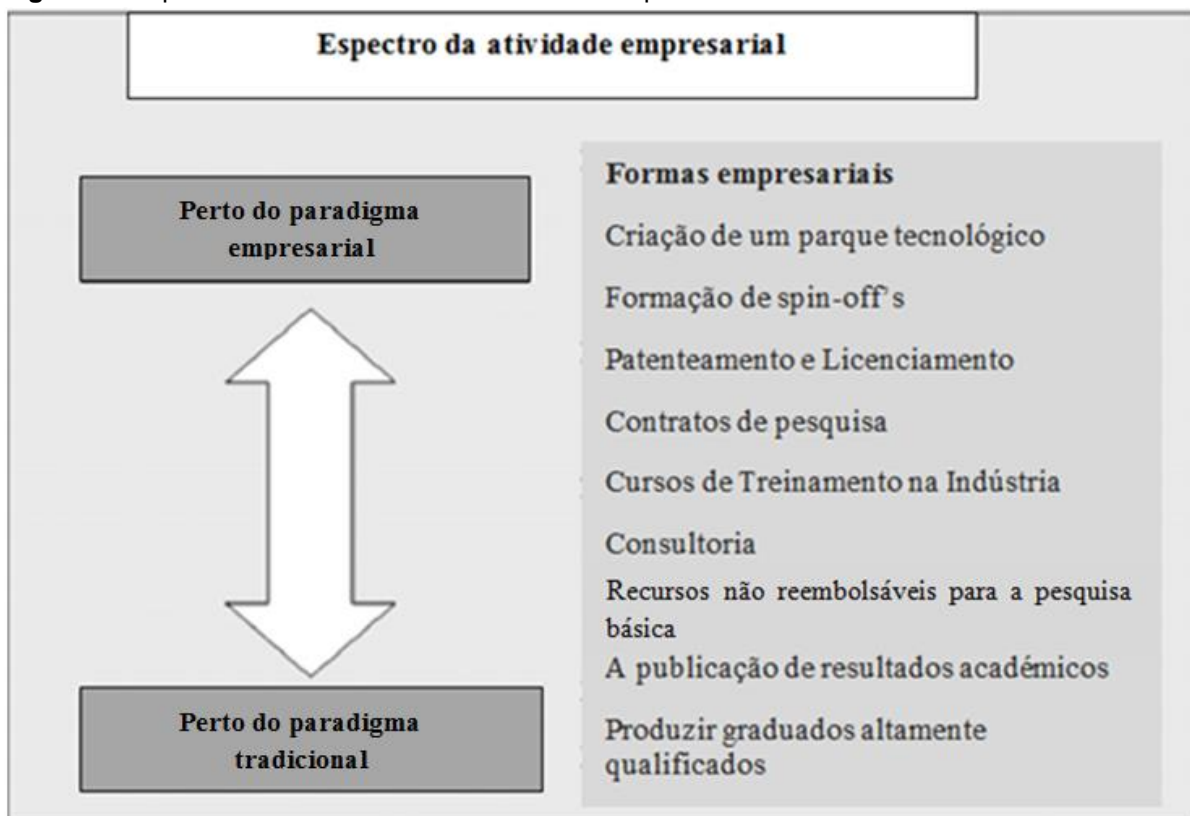 Espectro da atividade empresarial
Perto do paradigma
empresarial
Perto do paradigma
tradicional
Formas empresariais
Criação de um parque tecnológico
Formação de spin-off's
Patenteamento e Licenciamento
Contratos de pesquisa
Cursos de Treinamento na Indústria
Consultoria
Recursos não reembolsáveis para a pesquisa
básica
A publicação de resultados académicos
Produzir graduados altamente
qualificados